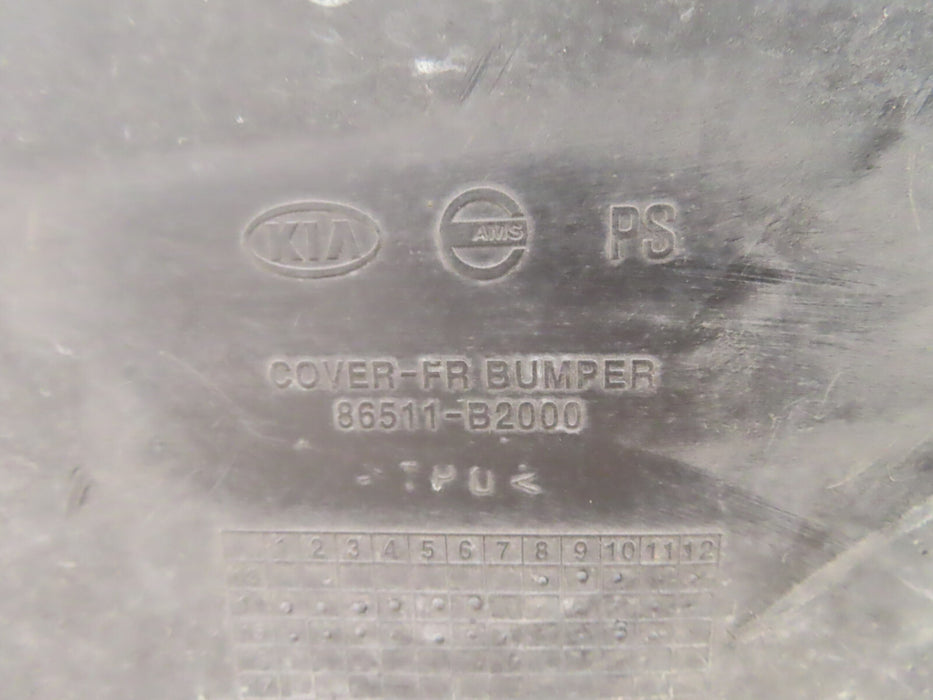 KIA AMS PS
COVER-FR BUMPER
86511-B2000
1 2 3 4 5 6 7 8 9 10 11 12